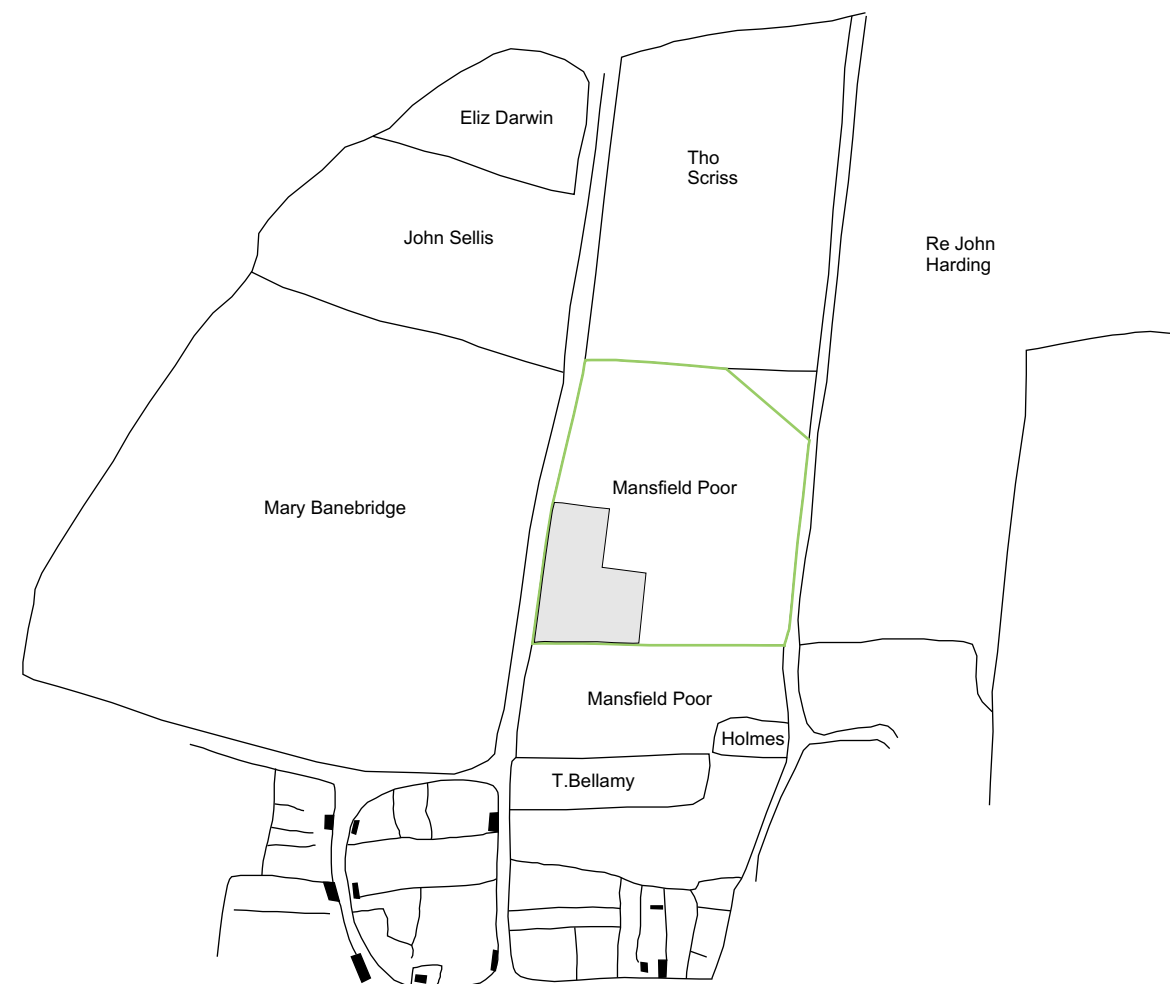 Eliz Darwin
Tho
Scriss
John Sellis
Re John
Harding
Mansfield Poor
Mary Banebridge
Mansfield Poor
Holmes
T.Bellamy